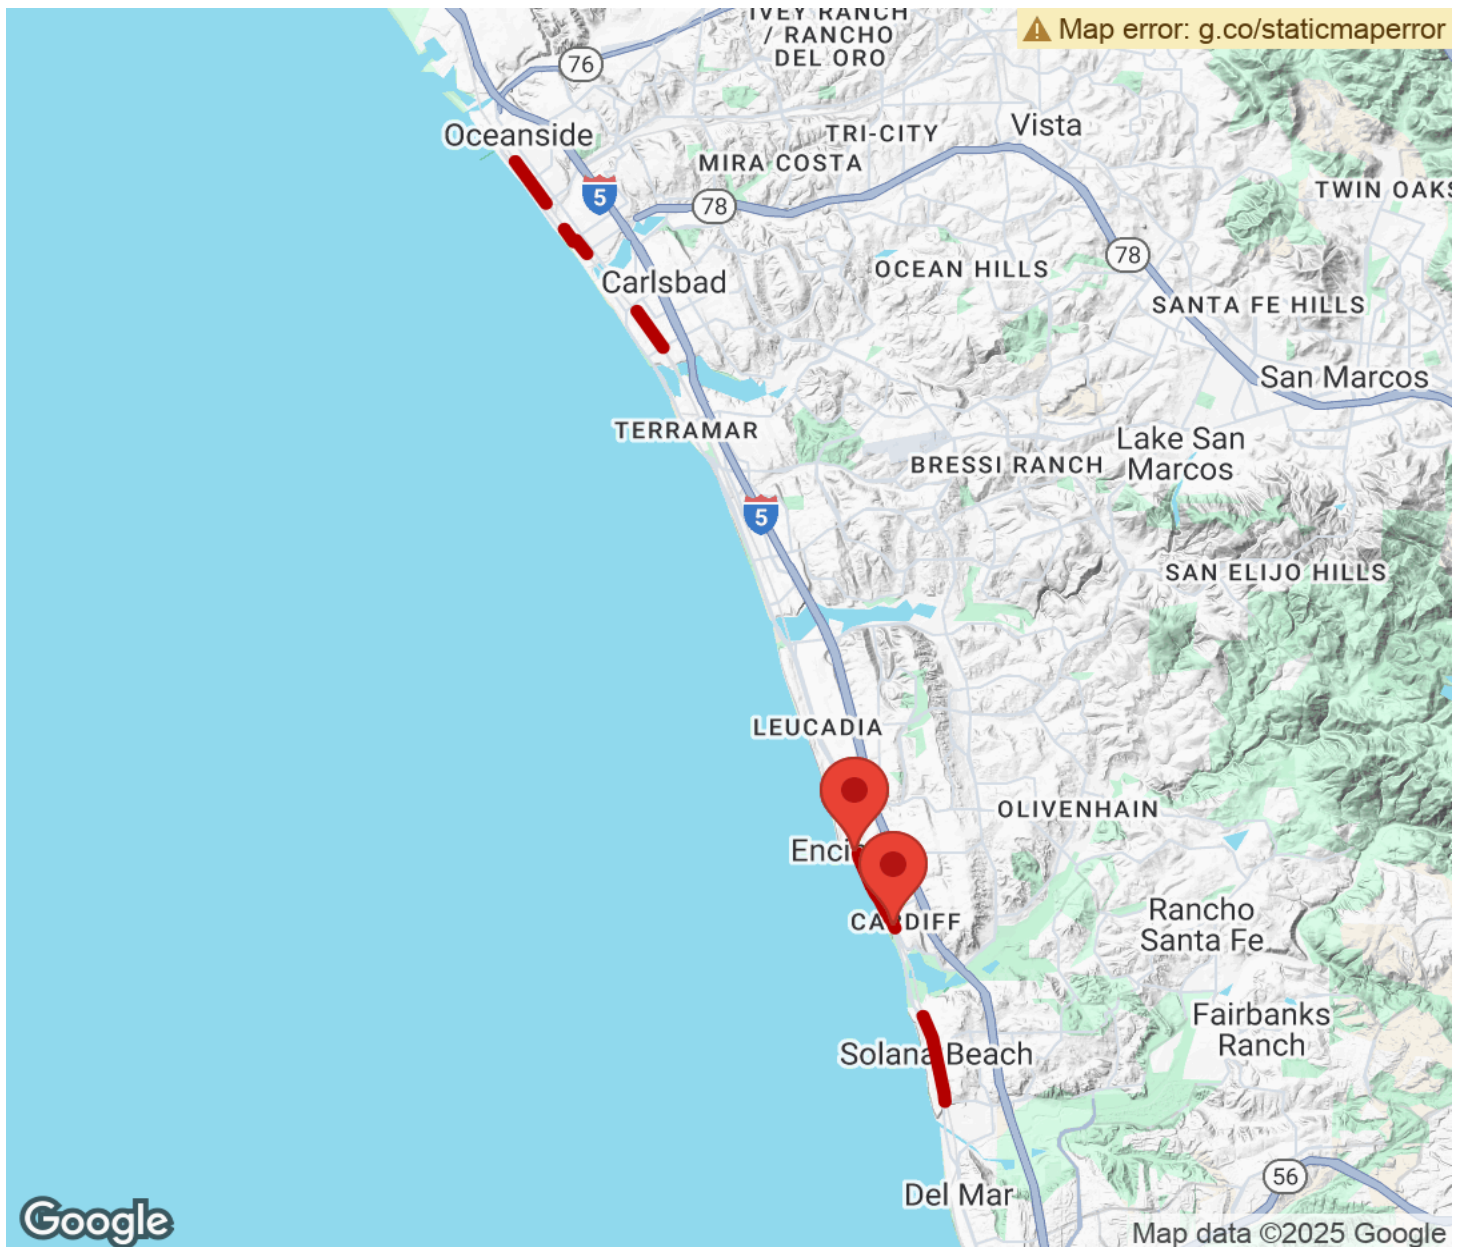 IVEY RANCH
/ RANCHO
DEL ORO
Map error: g.co/staticmaperror
76
Oceanside
TRI-CITY
Vista
MIRA COSTA
5
78
TWIN OAKS
78
OCEAN HILLS
Carlsbad
SANTA FE HILLS
San Marcos
TERRAMAR
Lake San
Marcos
BRESSI RANCH
5
SAN ELIJO HILLS
LEUCADIA
OLIVENHAIN
Enci
CARDIFF
Rancho
Santa Fe
Fairbanks
Ranch
Solana Beach
56
Del Mar
Google
Map data ©2025 Google